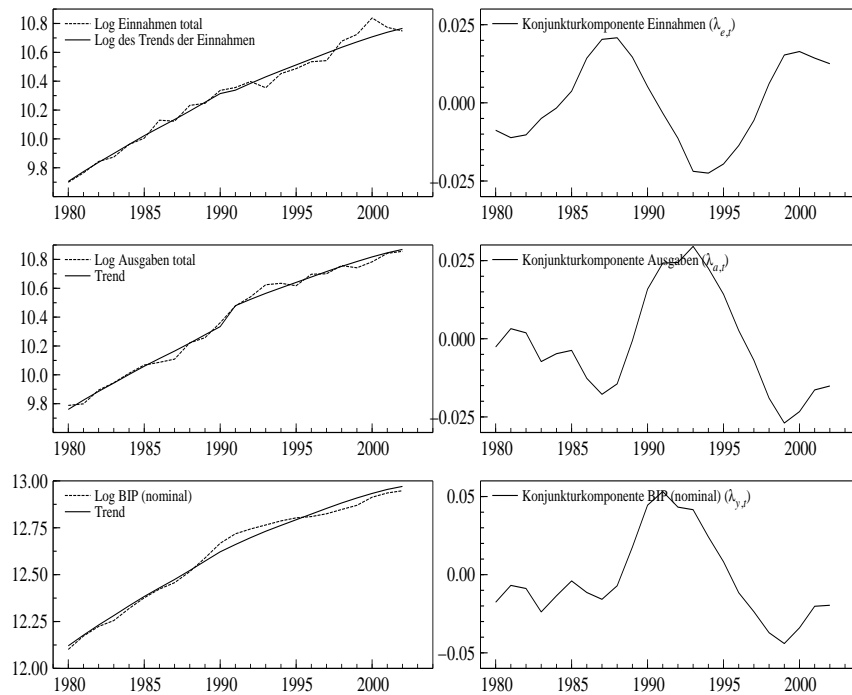 10.8
10.6
10.4
10.2
10.0
9.8
Log Einnahmen total
Log des Trends der Einnahmen
1980 1985 1990 1995 2000
0.025
0.000
−0.025
Konjunkturkomponente Einnahmen (λe,t)
1980 1985 1990 1995 2000
10.8
10.6
10.4
10.2
10.0
9.8
Log Ausgaben total
Trend
1980 1985 1990 1995 2000
0.025
0.000
−0.025
Konjunkturkomponente Ausgaben (λa,t)
1980 1985 1990 1995 2000
13.00
12.75
12.50
12.25
12.00
Log BIP (nominal)
Trend
1980 1985 1990 1995 2000
0.05
0.00
−0.05
Konjunkturkomponente BIP (nominal) (λy,t)
1980 1985 1990 1995 2000